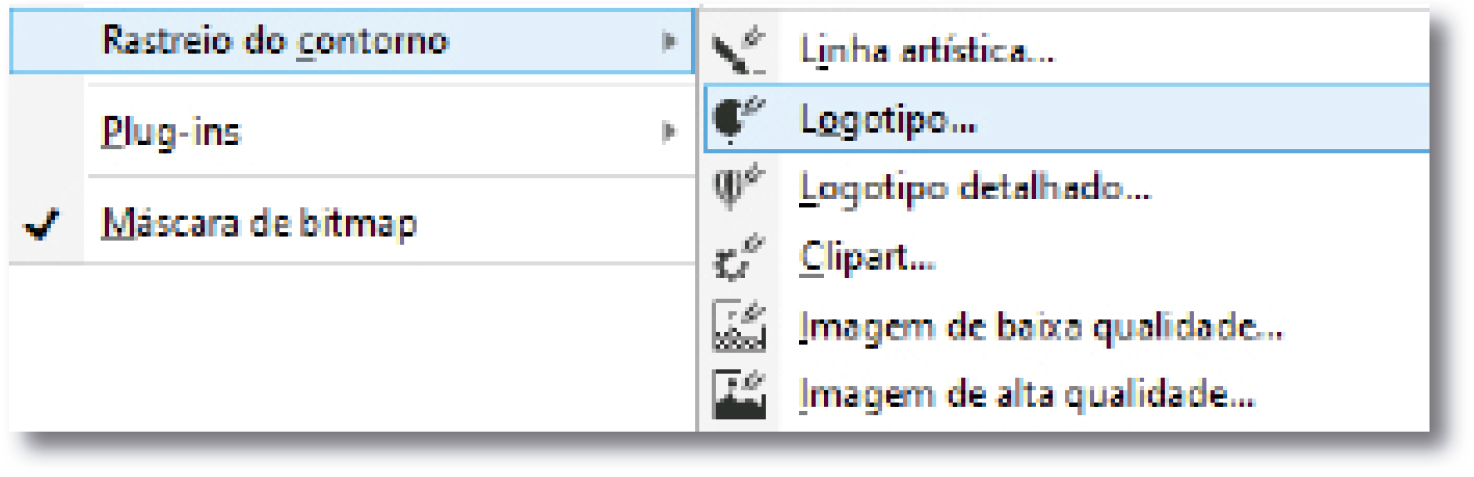 Rastreio do contorno
Plug-ins
Máscara de bitmap
Linha artística...
Logotipo...
Logotipo detalhado...
Clipart...
Imagem de baixa qualidade...
Imagem de alta qualidade...